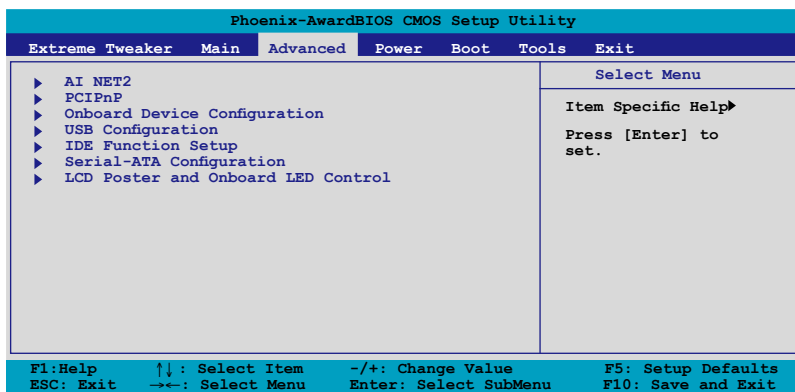 Phoenix-AwardBIOS CMOS Setup Utility
Extreme Tweaker Main Advanced Power Boot Tools Exit
AI NET2
PCIPnP
Onboard Device Configuration
USB Configuration
IDE Function Setup
Serial-ATA Configuration
LCD Poster and Onboard LED Control
Select Menu
Item Specific Help
Press [Enter] to
set.
F1:Help ↑↓: Select Item -/+: Change Value F5: Setup Defaults
ESC: Exit →←: Select Menu Enter: Select SubMenu F10: Save and Exit